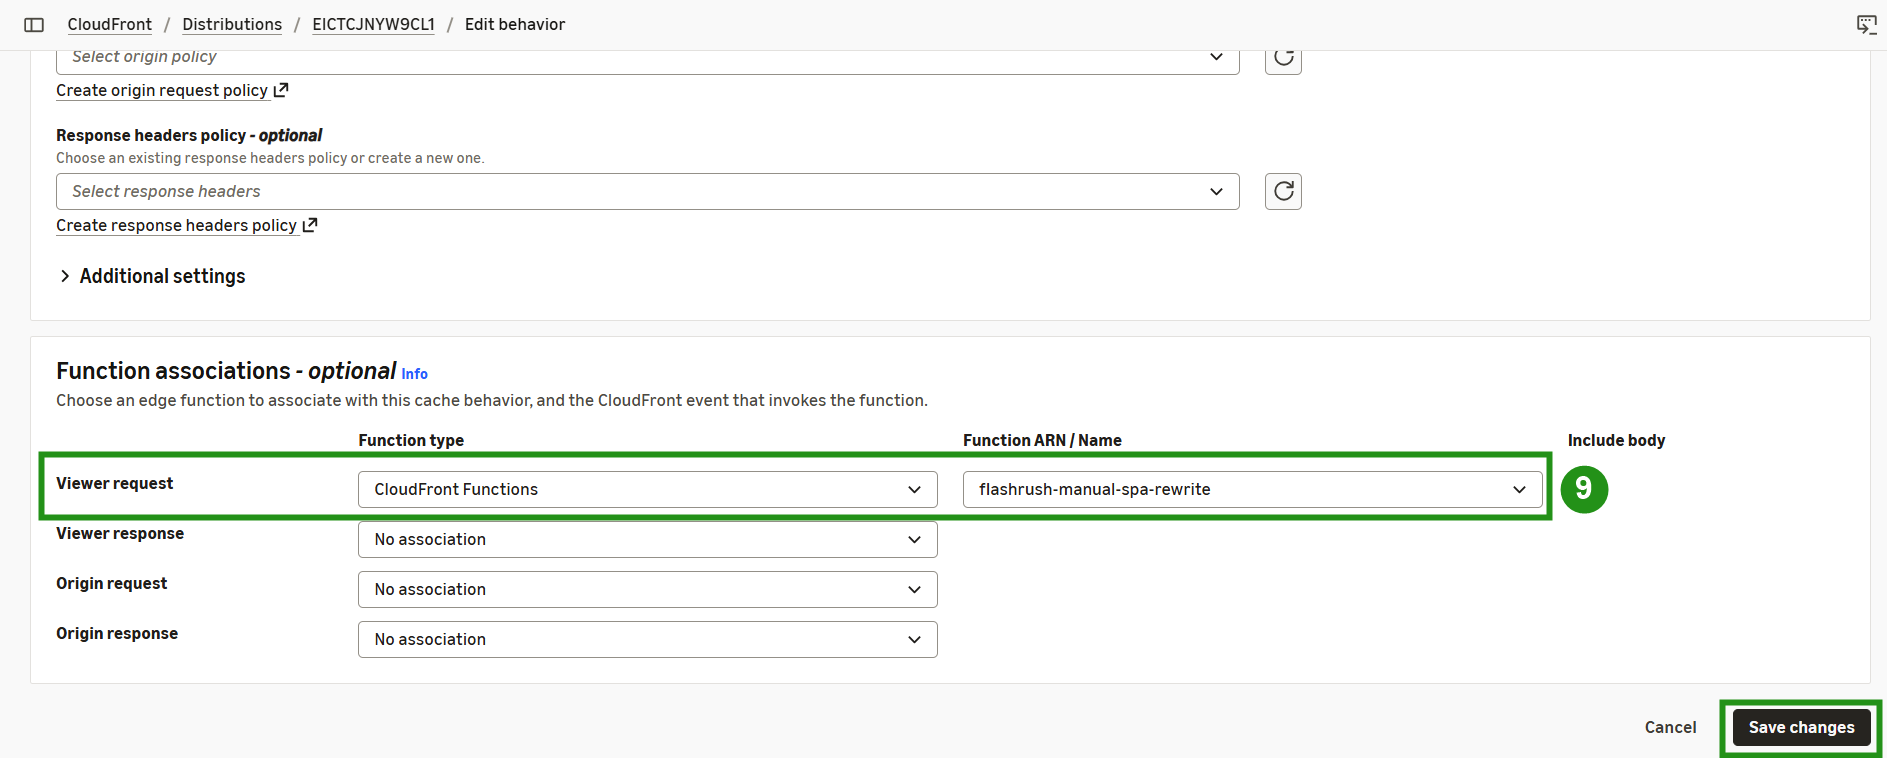 CloudFront / Distributions / EICTCJNYW9CL1 / Edit behavior
Select origin policy
Create origin request policy
Response headers policy - optional
Choose an existing response headers policy or create a new one.
Select response headers
Create response headers policy
Additional settings
Function associations - optional Info
Choose an edge function to associate with this cache behavior, and the CloudFront event that invokes the function.
Function type Function ARN / Name Include body
Viewer request CloudFront Functions flashrush-manual-spa-rewrite 9
Viewer response No association
Origin request No association
Origin response No association
Cancel Save changes